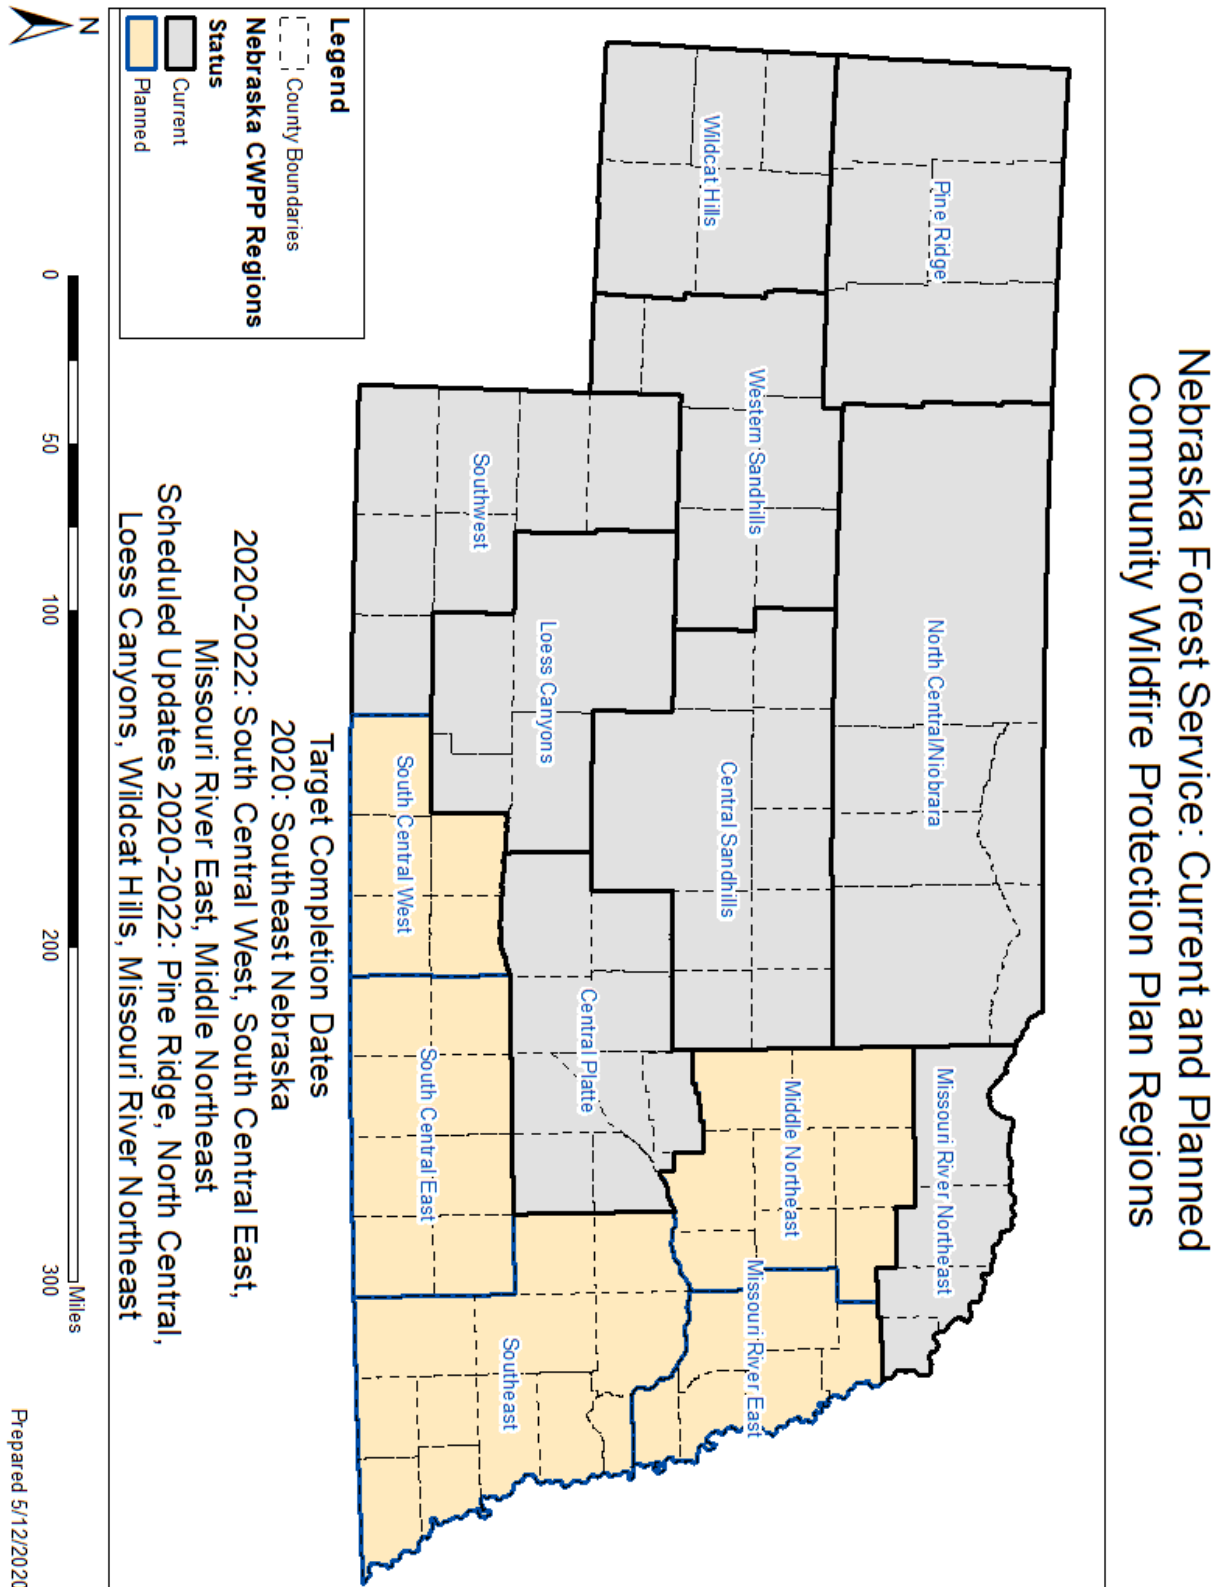 Nebraska Forest Service: Current and Planned
Community Wildfire Protection Plan Regions
Pine Ridge
North Central/Niobrara
Missouri River Northeast
Wildcat Hills
Western Sandhills
Central Sandhills
Middle Northeast
Missouri River East
Loess Canyons
Central Platte
Southwest
South Central West
South Central East
Southeast
Legend
County Boundaries
Nebraska CWPP Regions
Status
Current
Planned
Target Completion Dates
2020: Southeast Nebraska
2020-2022: South Central West, South Central East,
Missouri River East, Middle Northeast
Scheduled Updates 2020-2022: Pine Ridge, North Central,
Loess Canyons, Wildcat Hills, Missouri River Northeast
N
0 50 100 200 300
Miles
Prepared 5/12/2020